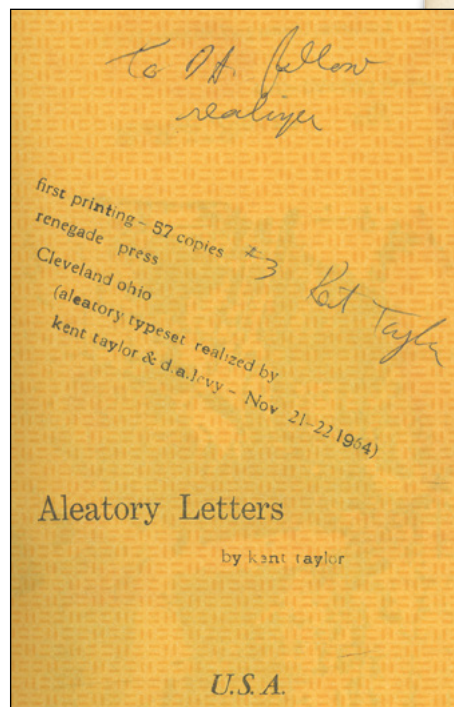 To DA. fellow
realizer
first printing - 57 copies #3
renegade press
Cleveland ohio
(aleatory typeset realized by
kent taylor & d.a.levy - Nov 21-22 1964)
Kent Taylor
Aleatory Letters
by kent taylor
U.S.A.